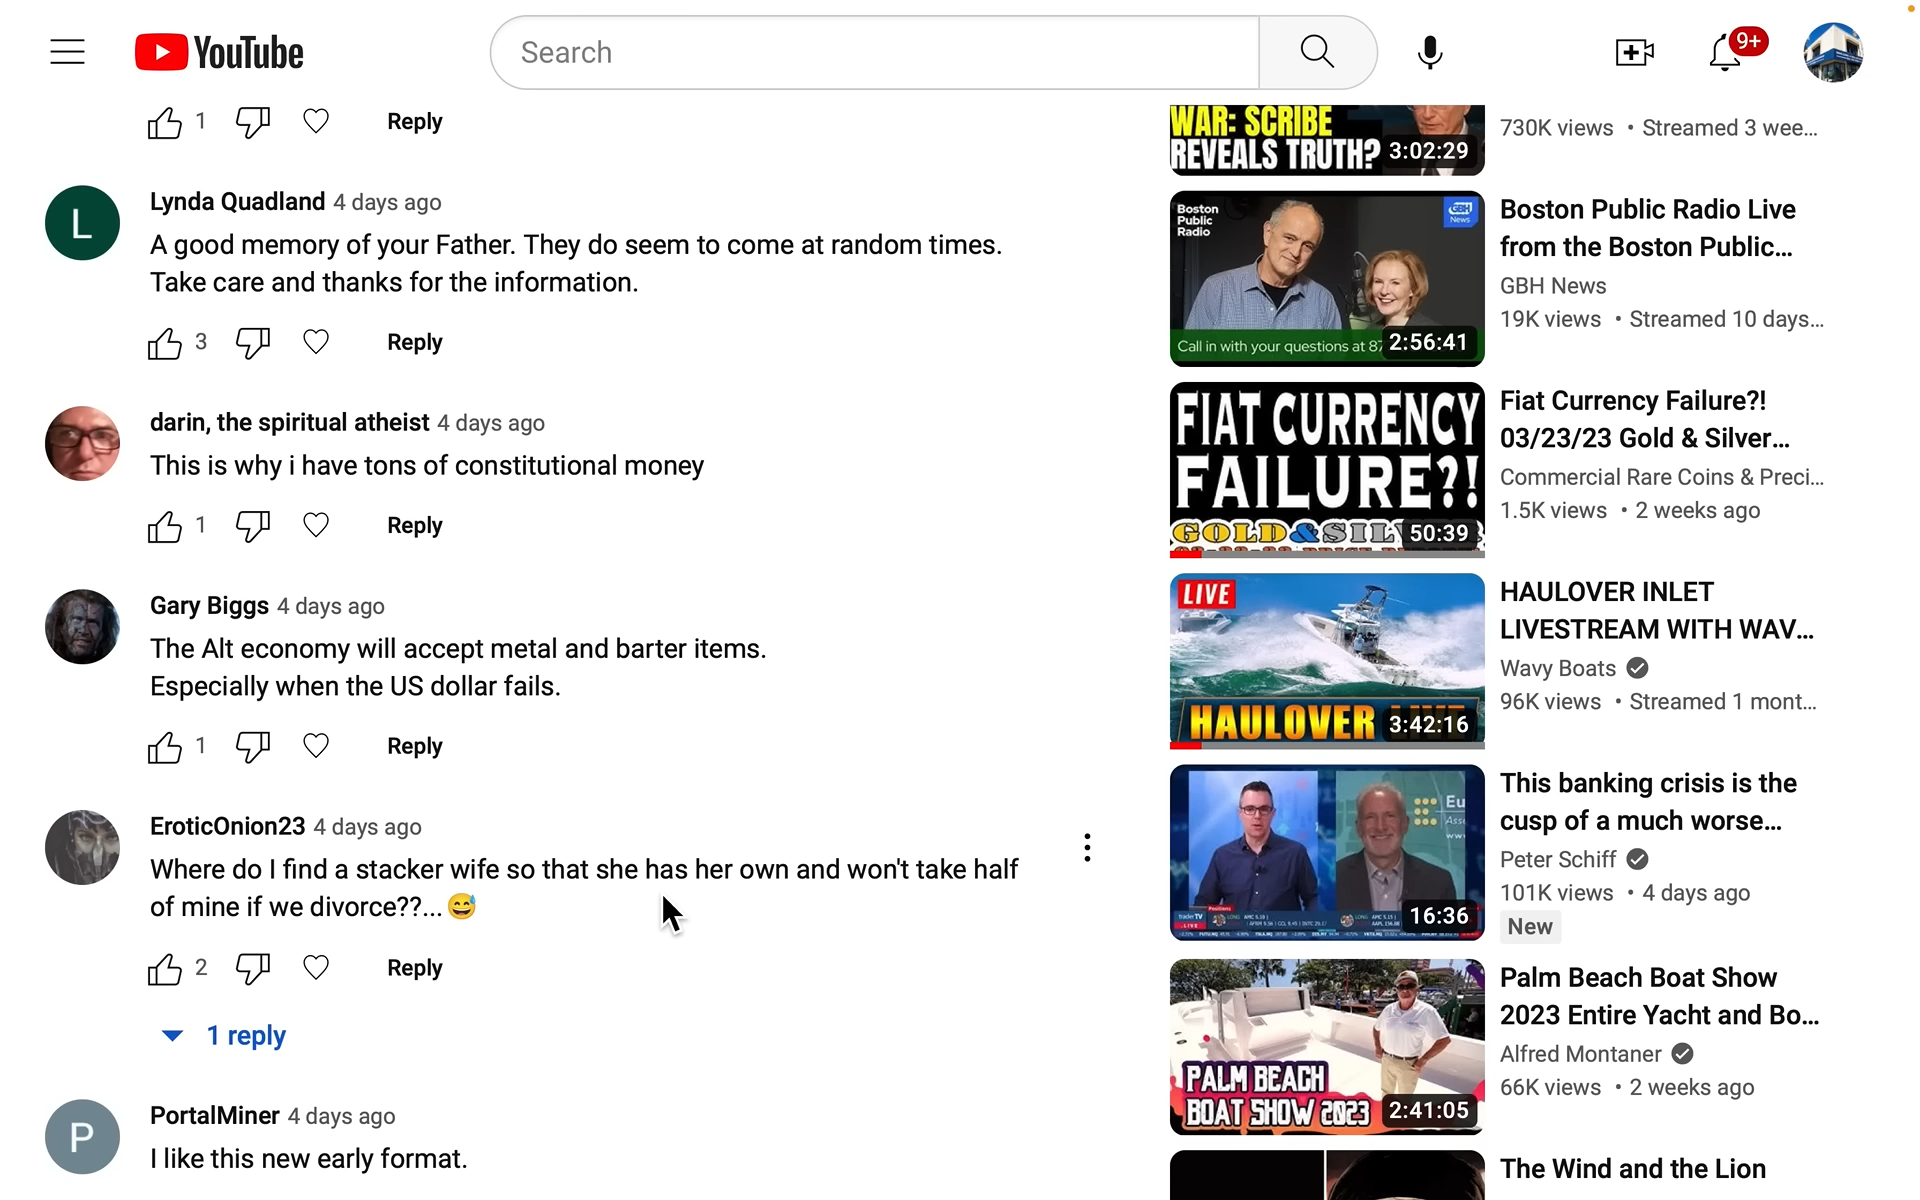 YouTube
Search
9+
1
Reply
Lynda Quadland 4 days ago
A good memory of your Father. They do seem to come at random times.
Take care and thanks for the information.
3
Reply
darin, the spiritual atheist 4 days ago
This is why i have tons of constitutional money
1
Reply
Gary Biggs 4 days ago
The Alt economy will accept metal and barter items.
Especially when the US dollar fails.
1
Reply
EroticOnion23 4 days ago
Where do I find a stacker wife so that she has her own and won't take half
of mine if we divorce??...😅
2
Reply
1 reply
PortalMiner 4 days ago
I like this new early format.
WAR: SCRIBE
REVEALS TRUTH?
3:02:29
730K views • Streamed 3 wee...
Boston
Public
Radio
GBH
News
Call in with your questions at 87
2:56:41
Boston Public Radio Live
from the Boston Public...
GBH News
19K views • Streamed 10 days...
FIAT CURRENCY
FAILURE?!
GOLD&SIL
50:39
Fiat Currency Failure?!
03/23/23 Gold & Silver...
Commercial Rare Coins & Preci...
1.5K views • 2 weeks ago
LIVE
HAULOVER LIVE
3:42:16
HAULOVER INLET
LIVESTREAM WITH WAV...
Wavy Boats
96K views • Streamed 1 mont...
Eu
Ass
www
traderTV
LIVE
Positions
16:36
This banking crisis is the
cusp of a much worse...
Peter Schiff
101K views • 4 days ago
New
PALM BEACH
BOAT SHOW 2023
2:41:05
Palm Beach Boat Show
2023 Entire Yacht and Bo...
Alfred Montaner
66K views • 2 weeks ago
The Wind and the Lion